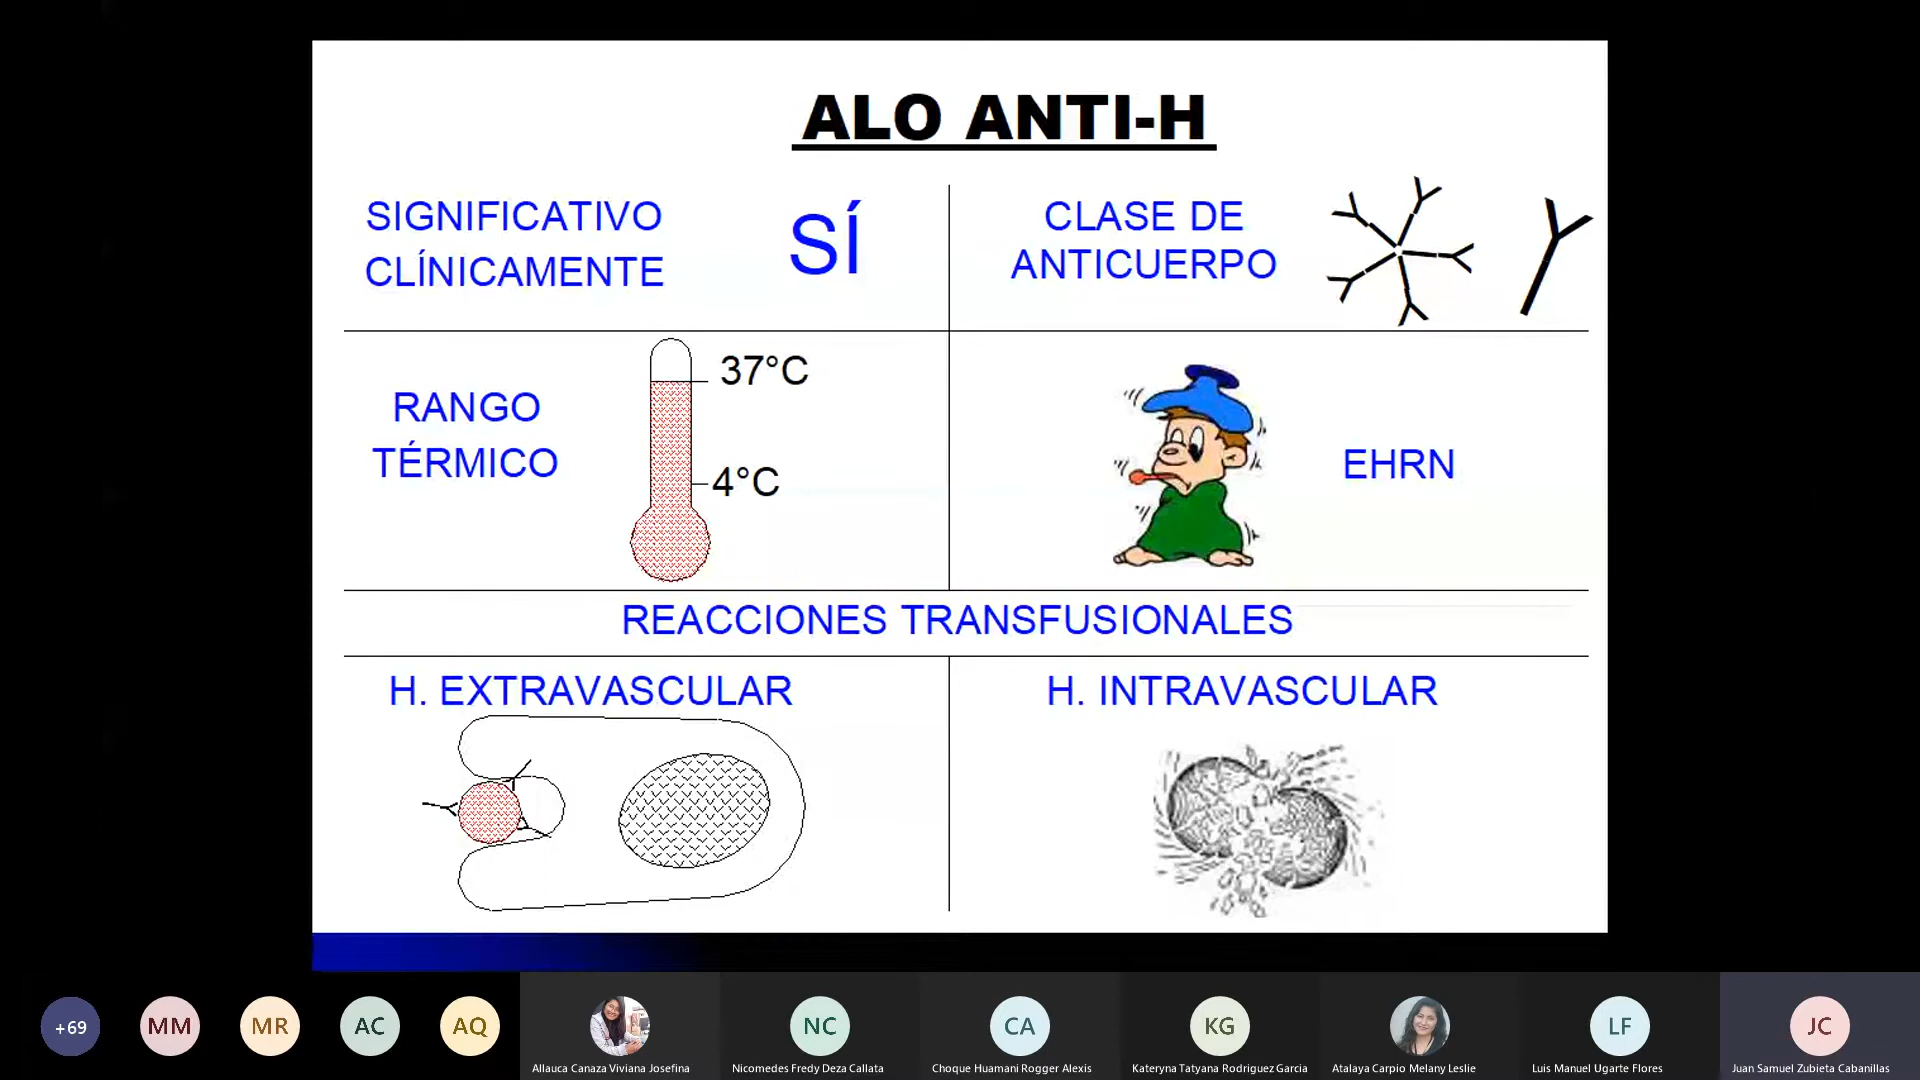 ALO ANTI-H
SIGNIFICATIVO
CLÍNICAMENTE
SÍ
CLASE DE
ANTICUERPO
RANGO
TÉRMICO
37°C
4°C
EHRN
REACCIONES TRANSFUSIONALES
H. EXTRAVASCULAR
H. INTRAVASCULAR
+69
MM
MR
AC
AQ
Allauca Canaza Viviana Josefina
NC
Nicomedes Fredy Deza Callata
CA
Choque Huamani Rogger Alexis
KG
Kateryna Tatyana Rodriguez Garcia
Atalaya Carpio Melany Leslie
LF
Luis Manuel Ugarte Flores
JC
Juan Samuel Zubieta Cabanillas